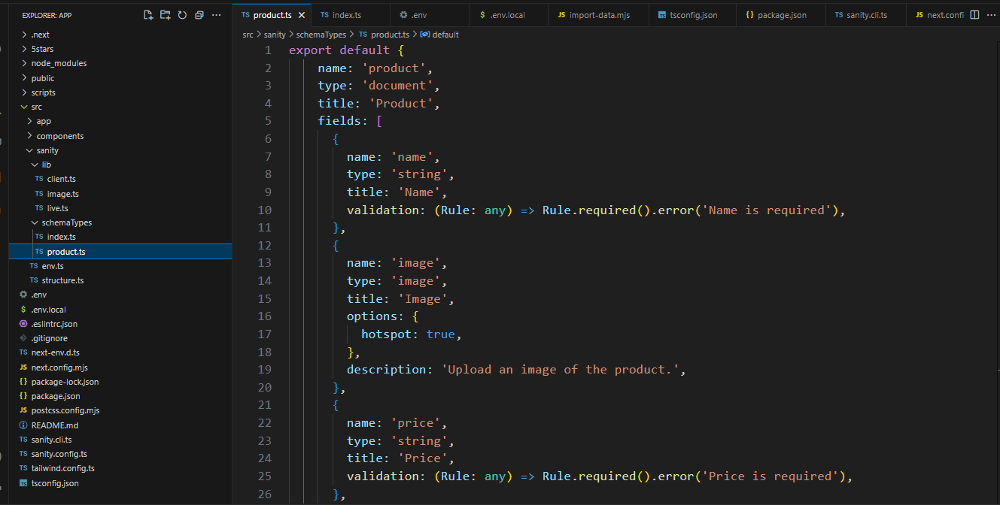 EXPLORER: APP
.next
5stars
node_modules
public
scripts
src
app
components
sanity
lib
TS client.ts
TS image.ts
TS live.ts
schemaTypes
TS index.ts
TS product.ts
TS env.ts
TS structure.ts
.env
$ .env.local
.eslintrc.json
.gitignore
TS next-env.d.ts
JS next.config.mjs
{} package-lock.json
{} package.json
JS postcss.config.mjs
README.md
TS sanity.cli.ts
TS sanity.config.ts
TS tailwind.config.ts
tsconfig.json
TS product.ts TS index.ts .env $ .env.local JS import-data.mjs tsconfig.json {} package.json TS sanity.cli.ts JS next.confi
src > sanity > schemaTypes > TS product.ts > default
1 export default {
2 name: 'product',
3 type: 'document',
4 title: 'Product',
5 fields: [
6 {
7 name: 'name',
8 type: 'string',
9 title: 'Name',
10 validation: (Rule: any) => Rule.required().error('Name is required'),
11 },
12 {
13 name: 'image',
14 type: 'image',
15 title: 'Image',
16 options: {
17 hotspot: true,
18 },
19 description: 'Upload an image of the product.',
20 },
21 {
22 name: 'price',
23 type: 'string',
24 title: 'Price',
25 validation: (Rule: any) => Rule.required().error('Price is required'),
26 },